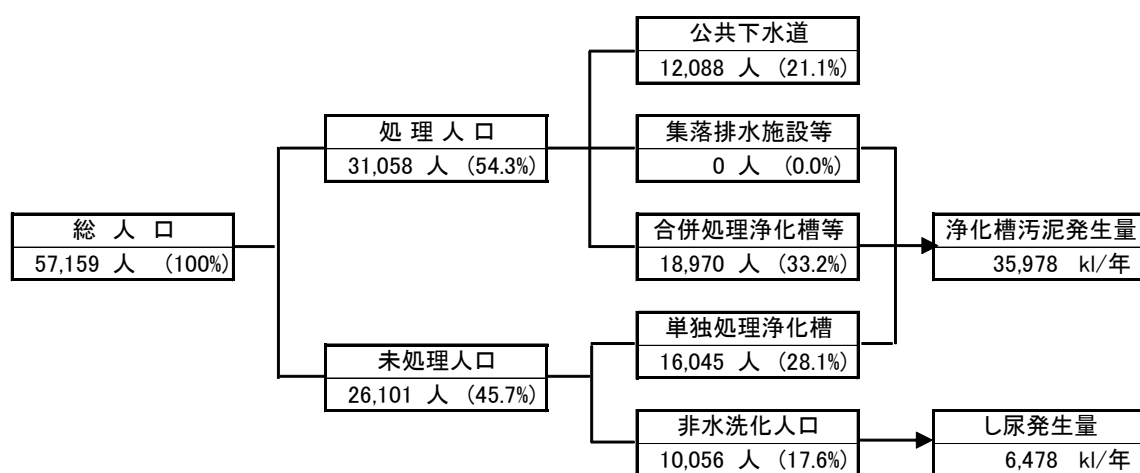 公共下水道
12,088 人 (21.1%)
処 理 人 口
31,058 人 (54.3%)
集落排水施設等
0 人 (0.0%)
総 人 口
57,159 人 (100%)
合併処理浄化槽等
18,970 人 (33.2%)
浄化槽汚泥発生量
35,978 kl/年
未処理人口
26,101 人 (45.7%)
単独処理浄化槽
16,045 人 (28.1%)
非水洗化人口
10,056 人 (17.6%)
し尿発生量
6,478 kl/年